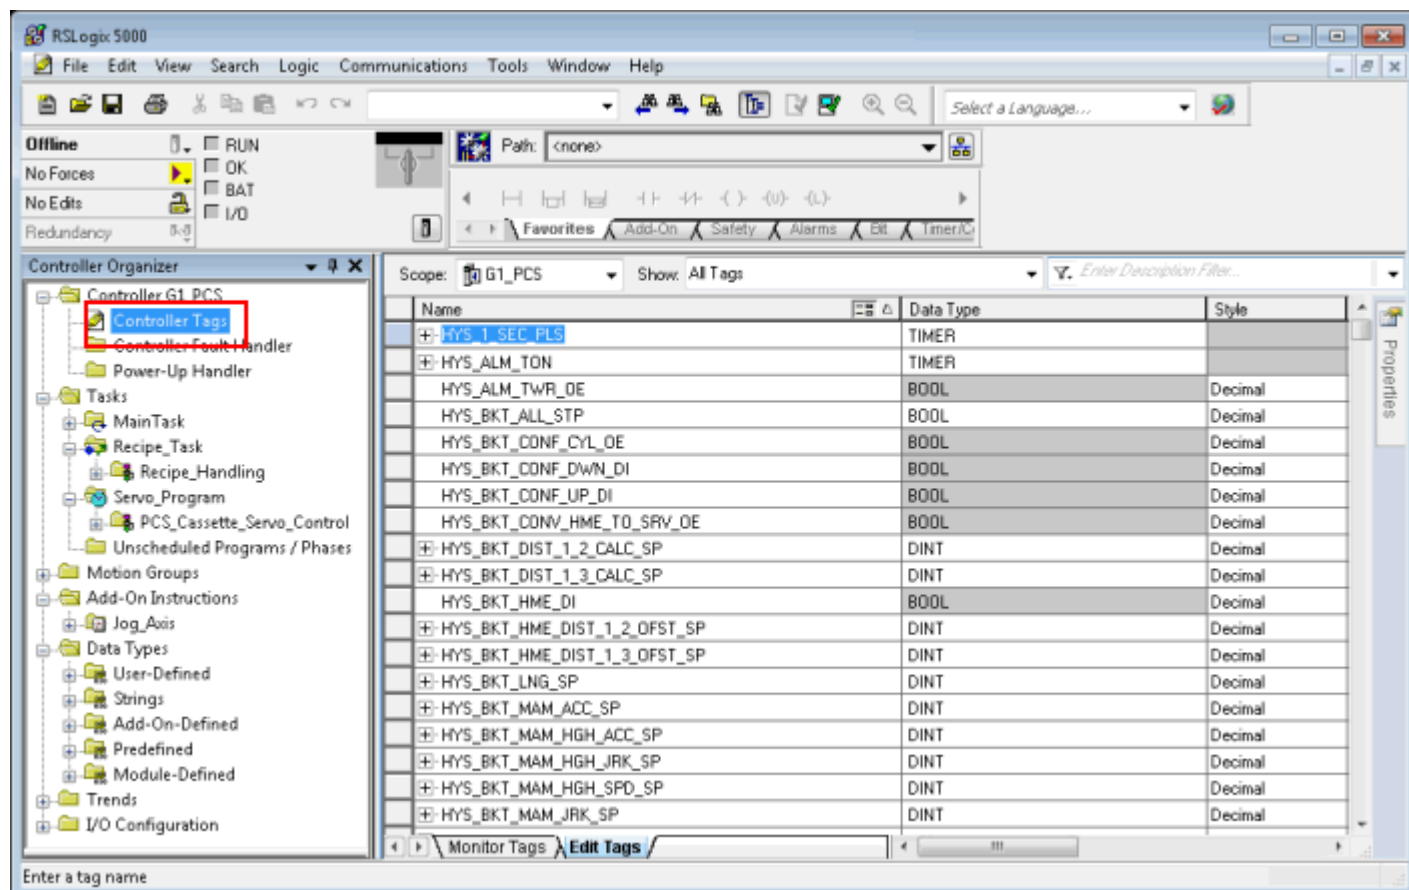 RSLogix 5000
File Edit View Search Logic Communications Tools Window Help
Select a Language...
Offline RUN
No Forces OK
BAT
No Edits I/O
Redundancy
Path: <none>
Favorites Add-On Safety Alarms Bit Timer/C
Controller Organizer
Controller G1_PCS
Controller Tags
Controller Fault Handler
Power-Up Handler
Tasks
MainTask
Recipe_Task
Recipe_Handling
Servo_Program
PCS_Cassette_Servo_Control
Unscheduled Programs / Phases
Motion Groups
Add-On Instructions
Jog_Axis
Data Types
User-Defined
Strings
Add-On-Defined
Predefined
Module-Defined
Trends
I/O Configuration
Scope: G1_PCS Show: All Tags Enter Description Filter...
Name Data Type Style
HYS_1_SEC_PLS TIMER
HYS_ALM_TON TIMER
HYS_ALM_TWR_OE BOOL Decimal
HYS_BKT_ALL_STP BOOL Decimal
HYS_BKT_CONF_CYL_OE BOOL Decimal
HYS_BKT_CONF_DWN_DI BOOL Decimal
HYS_BKT_CONF_UP_DI BOOL Decimal
HYS_BKT_CONV_HME_TO_SRV_OE BOOL Decimal
HYS_BKT_DIST_1_2_CALC_SP DINT Decimal
HYS_BKT_DIST_1_3_CALC_SP DINT Decimal
HYS_BKT_HME_DI BOOL Decimal
HYS_BKT_HME_DIST_1_2_OFST_SP DINT Decimal
HYS_BKT_HME_DIST_1_3_OFST_SP DINT Decimal
HYS_BKT_LNG_SP DINT Decimal
HYS_BKT_MAM_ACC_SP DINT Decimal
HYS_BKT_MAM_HGH_ACC_SP DINT Decimal
HYS_BKT_MAM_HGH_JRK_SP DINT Decimal
HYS_BKT_MAM_HGH_SPD_SP DINT Decimal
HYS_BKT_MAM_JRK_SP DINT Decimal
Properties
Monitor Tags Edit Tags
Enter a tag name